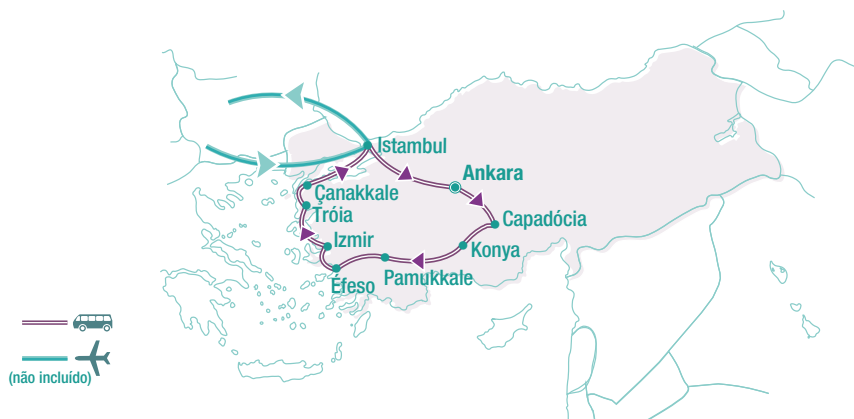 Istambul
Ankara
Çanakkale
Tróia
Capadócia
Izmir
Konya
Pamukkale
Éfeso
(não incluído)